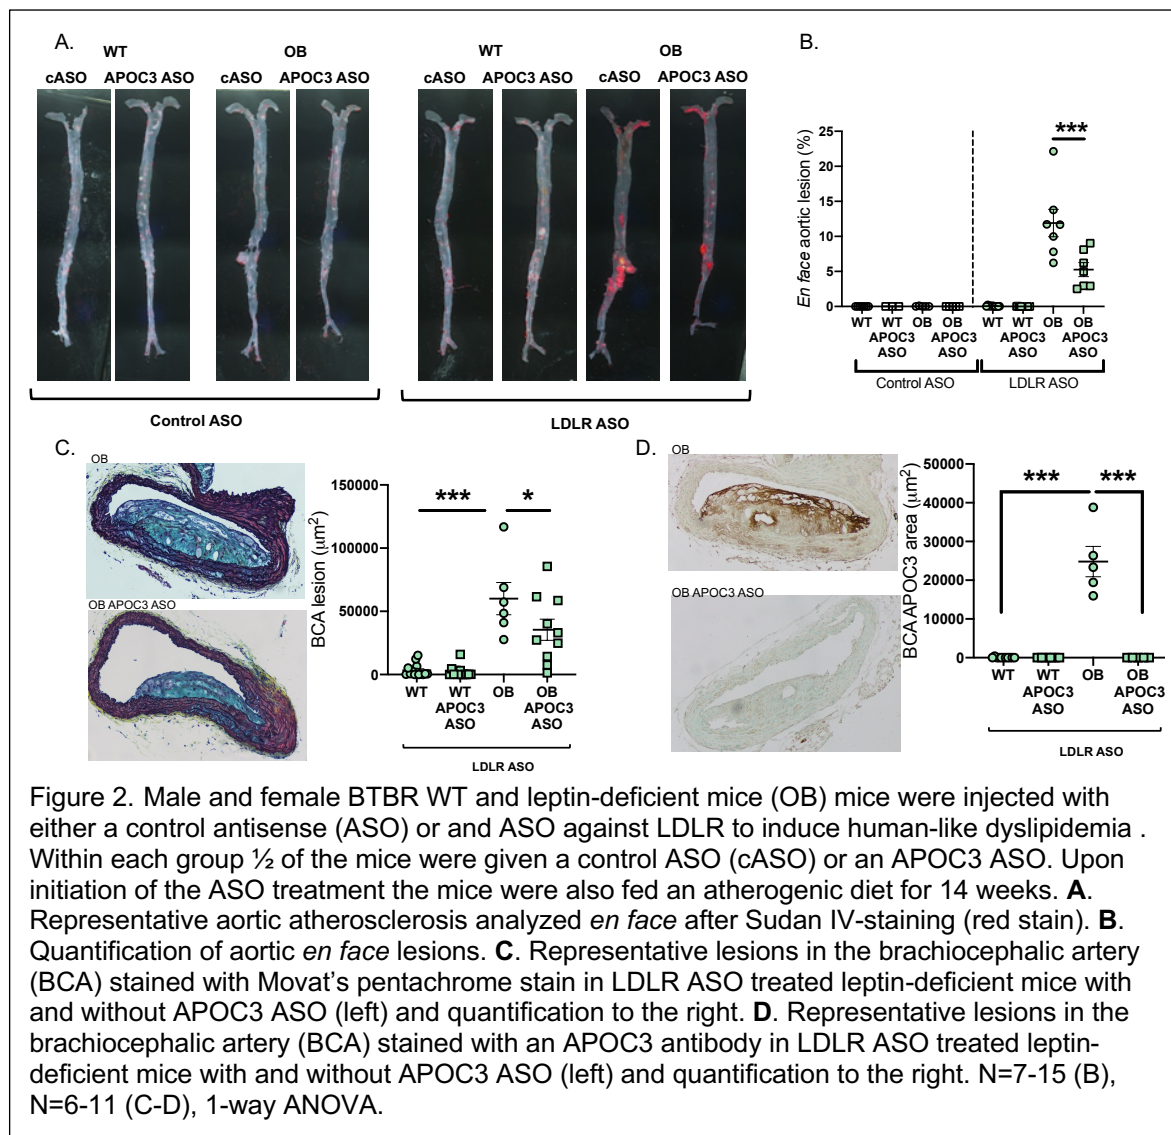 A.
WT
OB
cASO APOC3 ASO
cASO APOC3 ASO
WT
OB
cASO APOC3 ASO
cASO APOC3 ASO
Control ASO
LDLR ASO
B.
En face aortic lesion (%)
25
20
15
10
5
0
***
WT
WT APOC3 ASO
OB
OB APOC3 ASO
WT
WT APOC3 ASO
OB
OB APOC3 ASO
Control ASO
LDLR ASO
C.
OB
OB APOC3 ASO
BCA lesion (μm²)
150000
100000
50000
0
***
*
WT
WT APOC3 ASO
OB
OB APOC3 ASO
LDLR ASO
D.
OB
OB APOC3 ASO
BCA APOC3 area (μm²)
50000
40000
30000
20000
10000
0
***
***
WT
WT APOC3 ASO
OB
OB APOC3 ASO
LDLR ASO
Figure 2. Male and female BTBR WT and leptin-deficient mice (OB) mice were injected with
either a control antisense (ASO) or and ASO against LDLR to induce human-like dyslipidemia .
Within each group ½ of the mice were given a control ASO (cASO) or an APOC3 ASO. Upon
initiation of the ASO treatment the mice were also fed an atherogenic diet for 14 weeks. A.
Representative aortic atherosclerosis analyzed en face after Sudan IV-staining (red stain). B.
Quantification of aortic en face lesions. C. Representative lesions in the brachiocephalic artery
(BCA) stained with Movat's pentachrome stain in LDLR ASO treated leptin-deficient mice with
and without APOC3 ASO (left) and quantification to the right. D. Representative lesions in the
brachiocephalic artery (BCA) stained with an APOC3 antibody in LDLR ASO treated leptin-
deficient mice with and without APOC3 ASO (left) and quantification to the right. N=7-15 (B),
N=6-11 (C-D), 1-way ANOVA.